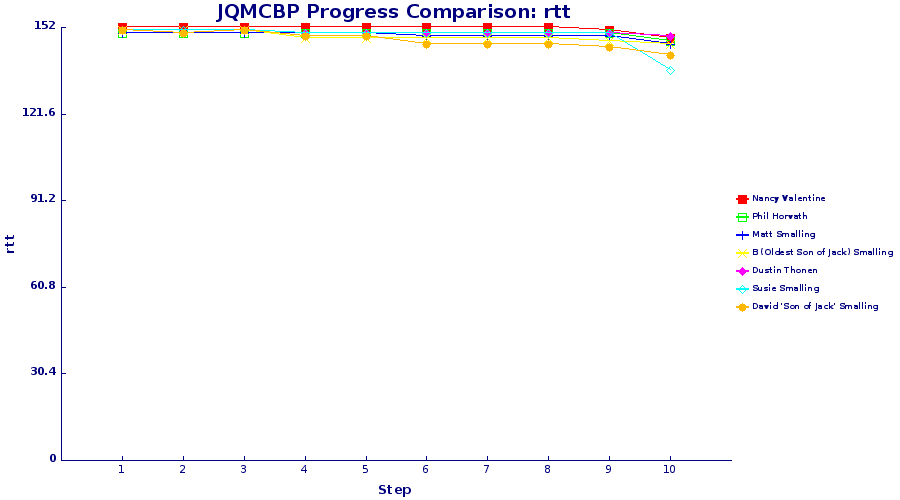 JQMCBP Progress Comparison: rtt
152
121.6
91.2
60.8
30.4
0
rtt
1 2 3 4 5 6 7 8 9 10
Step
Nancy Valentine
Phil Horvath
Matt Smalling
B (Oldest Son of Jack) Smalling
Dustin Thonen
Susie Smalling
David 'Son of Jack' Smalling